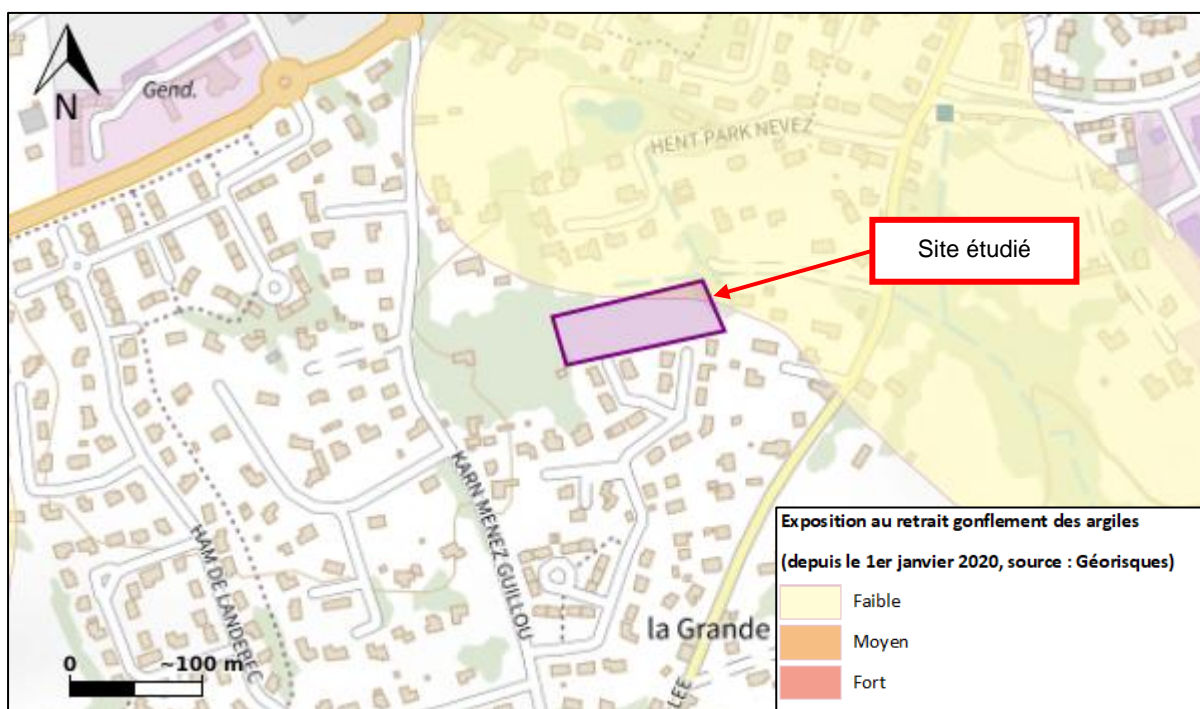 N
Gend.
HENT PARK NEVEZ
Site étudié
KARN MENEZ GUILLOU
HAM DE LANDEREC
la Grande
LEE
0 ~100 m
Exposition au retrait gonflement des argiles
(depuis le 1er janvier 2020, source : Géorisques)
Faible
Moyen
Fort